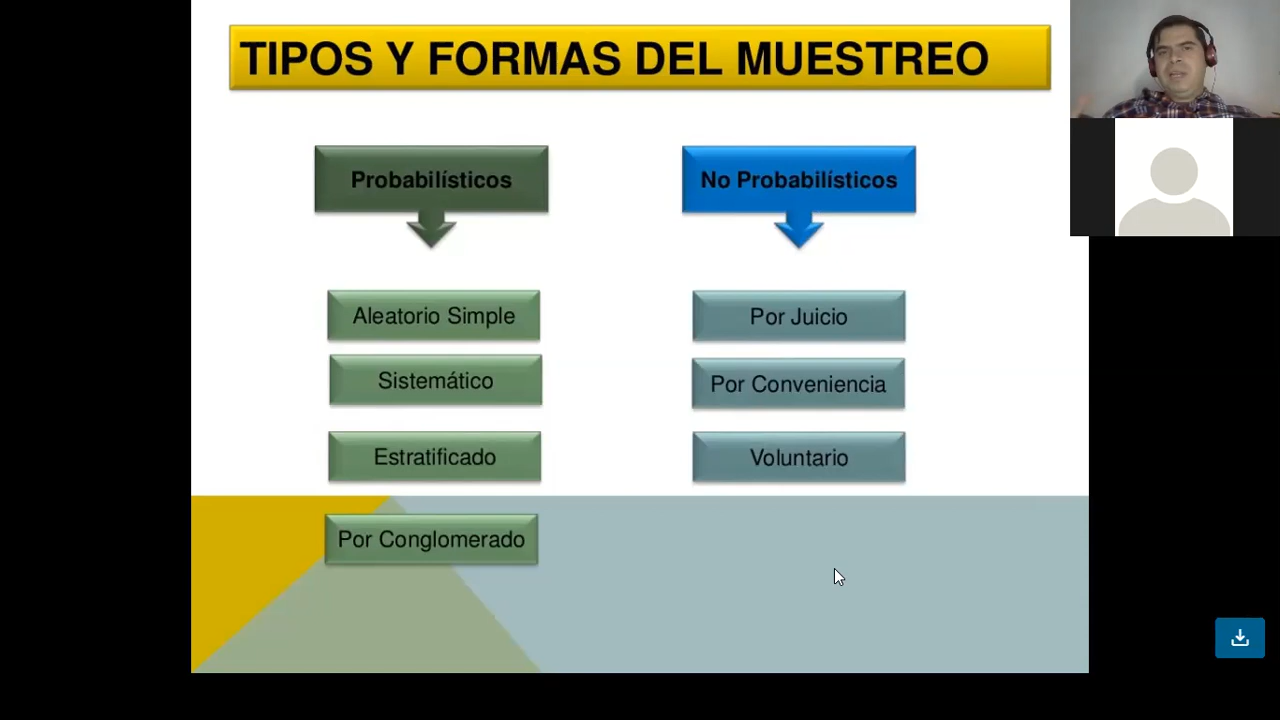 TIPOS Y FORMAS DEL MUESTREO
Probabilísticos
No Probabilísticos
Aleatorio Simple
Por Juicio
Sistemático
Por Conveniencia
Estratificado
Voluntario
Por Conglomerado